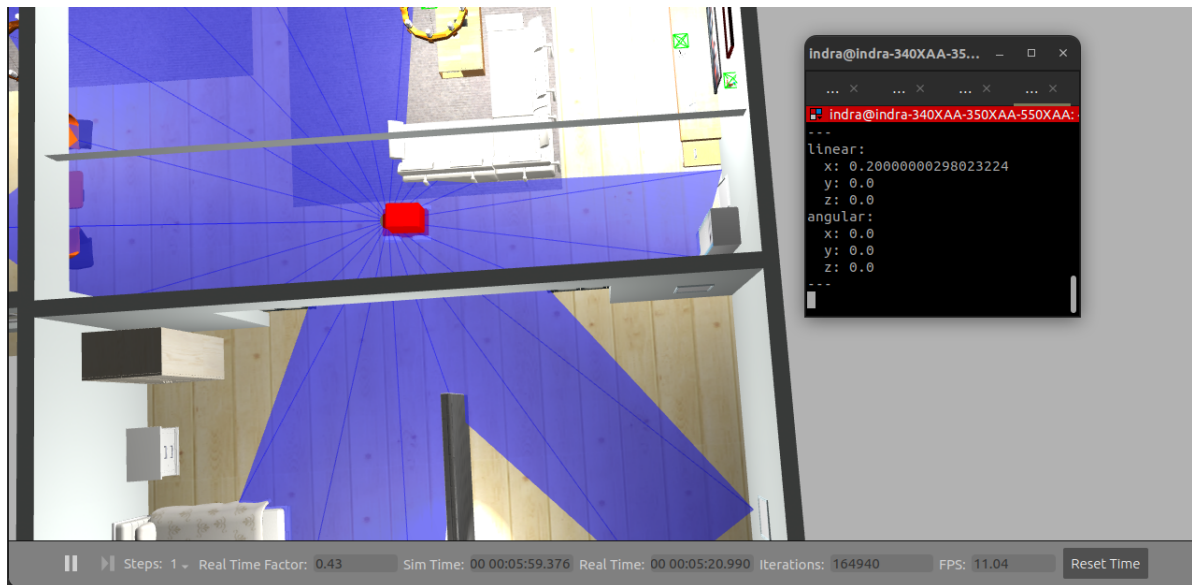 indra@indra-340XAA-35...
... × ... × ... × ... ×
indra@indra-340XAA-350XAA-550XAA:
---
linear:
  x: 0.20000000298023224
  y: 0.0
  z: 0.0
angular:
  x: 0.0
  y: 0.0
  z: 0.0
---
Steps: 1 Real Time Factor: 0.43 Sim Time: 00 00:05:59.376 Real Time: 00 00:05:20.990 Iterations: 164940 FPS: 11.04 Reset Time